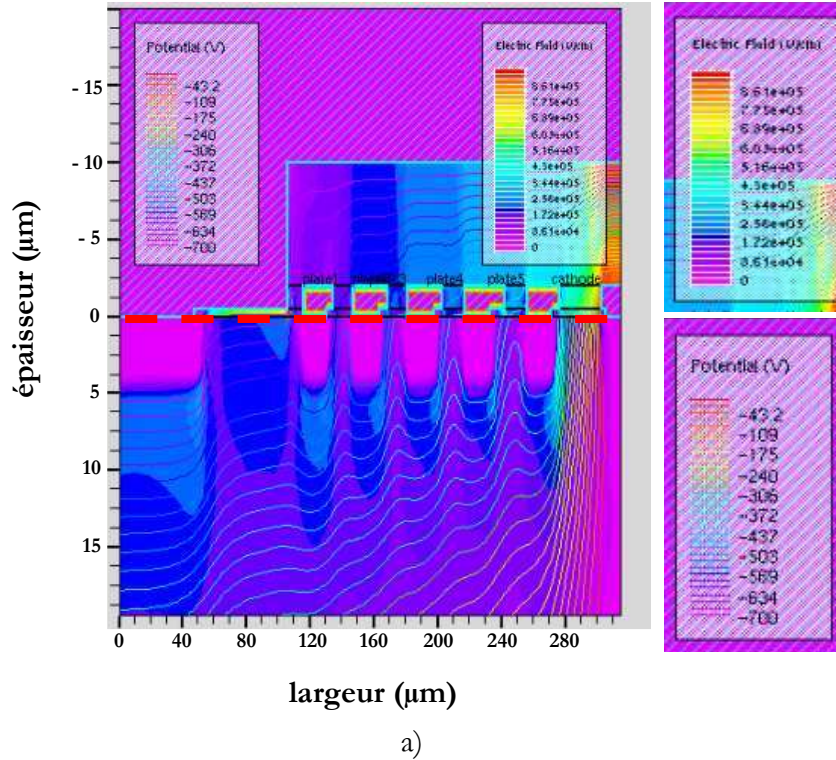 Potential (V)
-43.2
-109
-175
-240
-306
-372
-437
-503
-569
-634
-700
Electric Field (V/cm)
8.61e+05
7.75e+05
6.89e+05
6.03e+05
5.16e+05
4.3e+05
3.44e+05
2.58e+05
1.72e+05
8.61e+04
0
Electric Field (V/cm)
8.61e+05
7.75e+05
6.89e+05
6.03e+05
5.16e+05
4.3e+05
3.44e+05
2.58e+05
1.72e+05
8.61e+04
0
Potential (V)
-43.2
-109
-175
-240
-306
-372
-437
-503
-569
-634
-700
épaisseur (µm)
- 15
- 10
- 5
0
5
10
15
plate1 plate4 plate5 cathode
0 40 80 120 160 200 240 280
largeur (µm)
a)